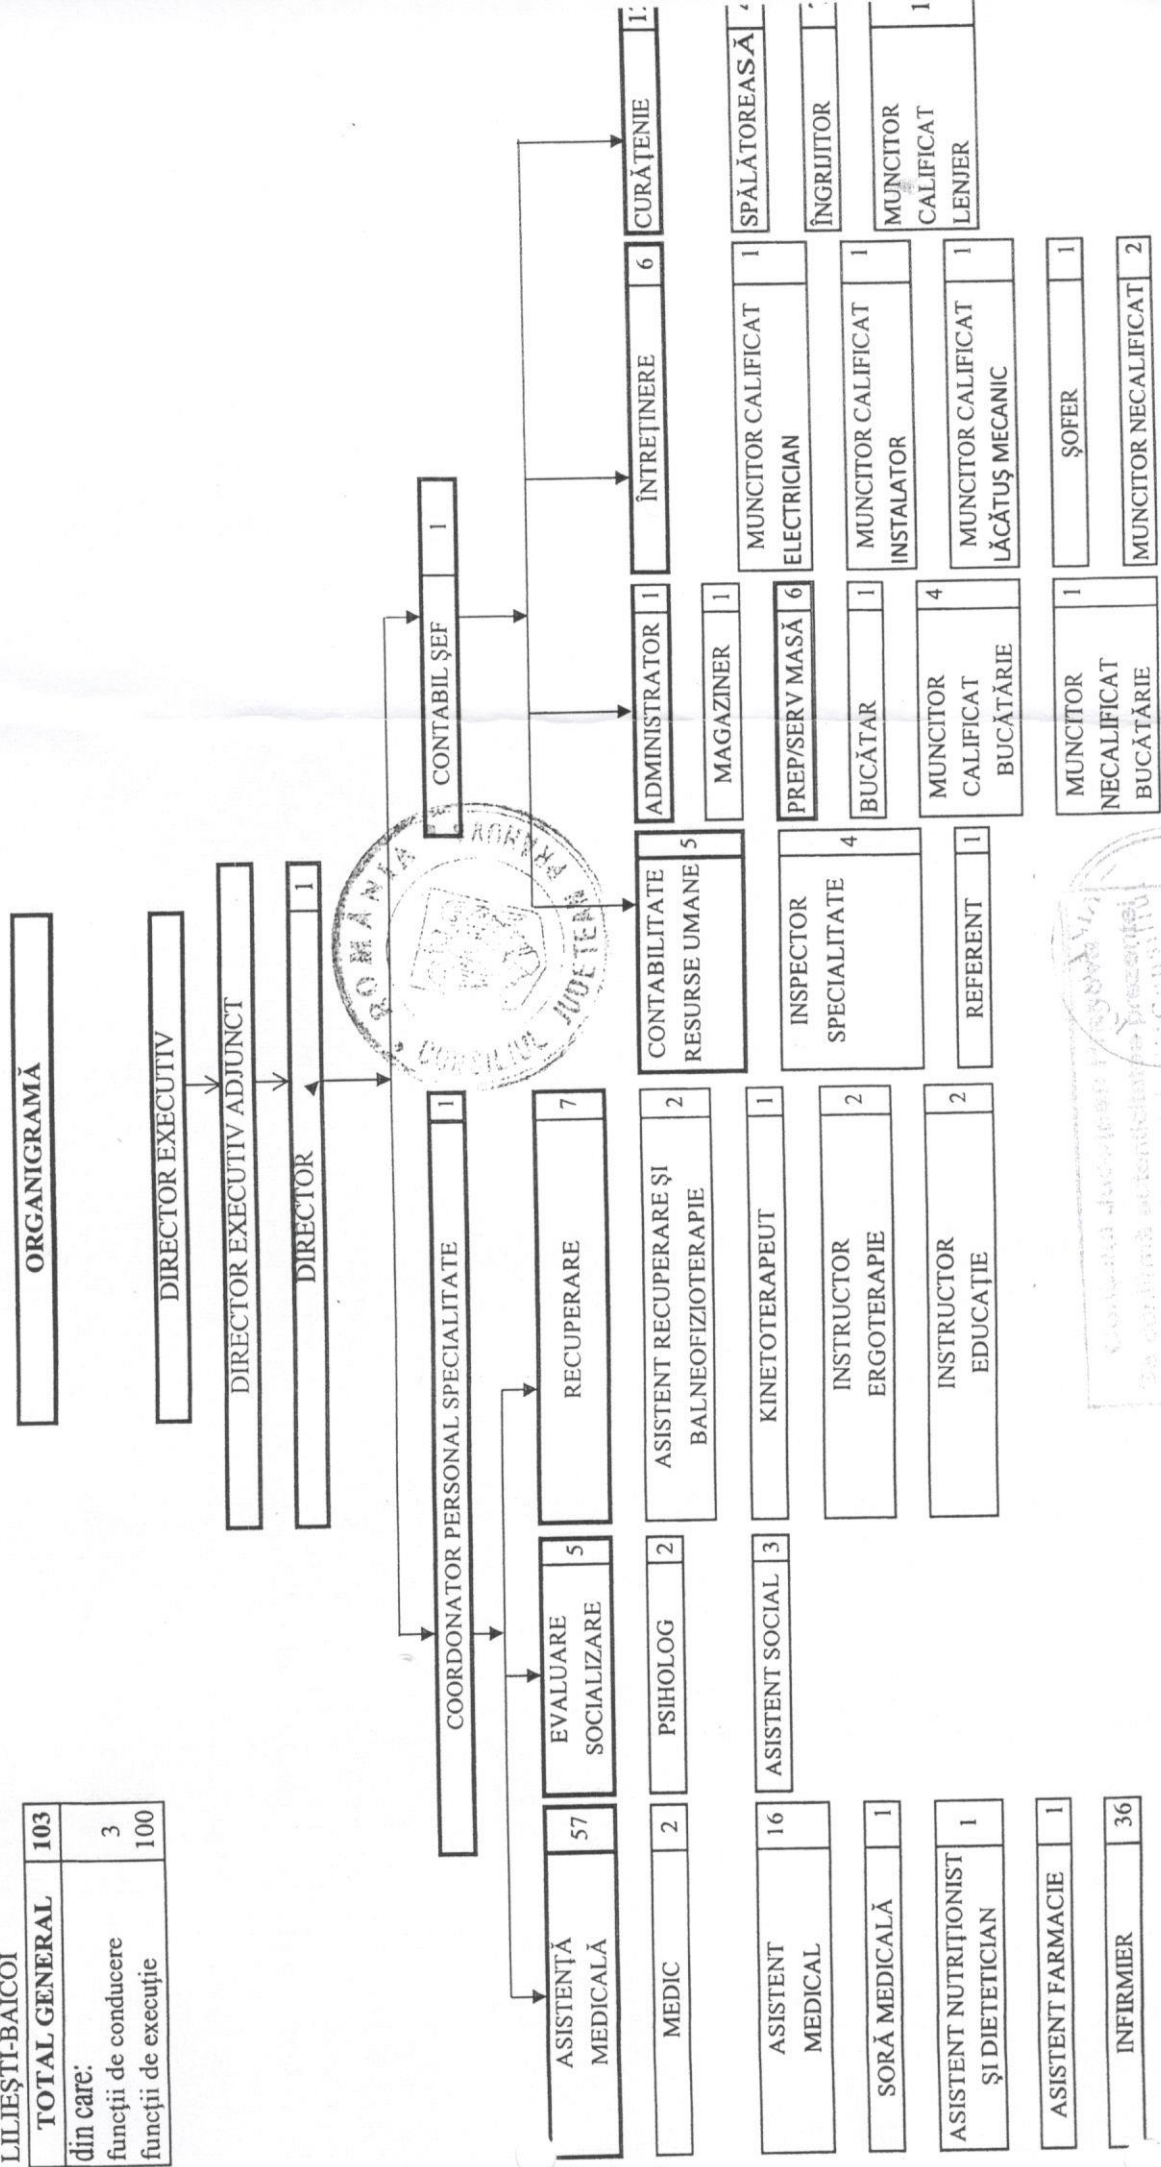 LILIEȘTI-BAICOI
TOTAL GENERAL 103
din care:
funcții de conducere 3
funcții de execuție 100
ORGANIGRAMĂ
DIRECTOR EXECUTIV
DIRECTOR EXECUTIV ADJUNCT
DIRECTOR 1
ROMÂNIA
CONSILIUL JUDEȚEAN PRAHOVA
COORDONATOR PERSONAL SPECIALITATE 1
CONTABIL ȘEF 1
ASISTENȚĂ
MEDICALĂ 57
MEDIC 2
ASISTENT
MEDICAL 16
SORĂ MEDICALĂ 1
ASISTENT NUTRIȚIONIST
ȘI DIETETICIAN 1
ASISTENT FARMACIE 1
INFIRMIER 36
EVALUARE
SOCIALIZARE 5
PSIHOLOG 2
ASISTENT SOCIAL 3
RECUPERARE 7
ASISTENT RECUPERARE ȘI
BALNEOFIZIOTERAPIE 2
KINETOTERAPEUT 1
INSTRUCTOR
ERGOTERAPIE 2
INSTRUCTOR
EDUCAȚIE 2
CONTABILITATE
RESURSE UMANE 5
INSPECTOR
SPECIALITATE 4
REFERENT 1
ADMINISTRATOR 1
MAGAZINER 1
PREP/SERV MASĂ 6
BUCĂTAR 1
MUNCITOR
CALIFICAT
BUCĂTĂRIE 4
MUNCITOR
NECALIFICAT
BUCĂTĂRIE 1
ÎNTREȚINERE 6
MUNCITOR CALIFICAT
ELECTRICIAN 1
MUNCITOR CALIFICAT
INSTALATOR 1
MUNCITOR CALIFICAT
LĂCĂTUȘ MECANIC 1
ȘOFER 1
MUNCITOR NECALIFICAT 2
CURĂȚENIE
SPĂLĂTOREASĂ
ÎNGRIJITOR
MUNCITOR
CALIFICAT
LENJER 1